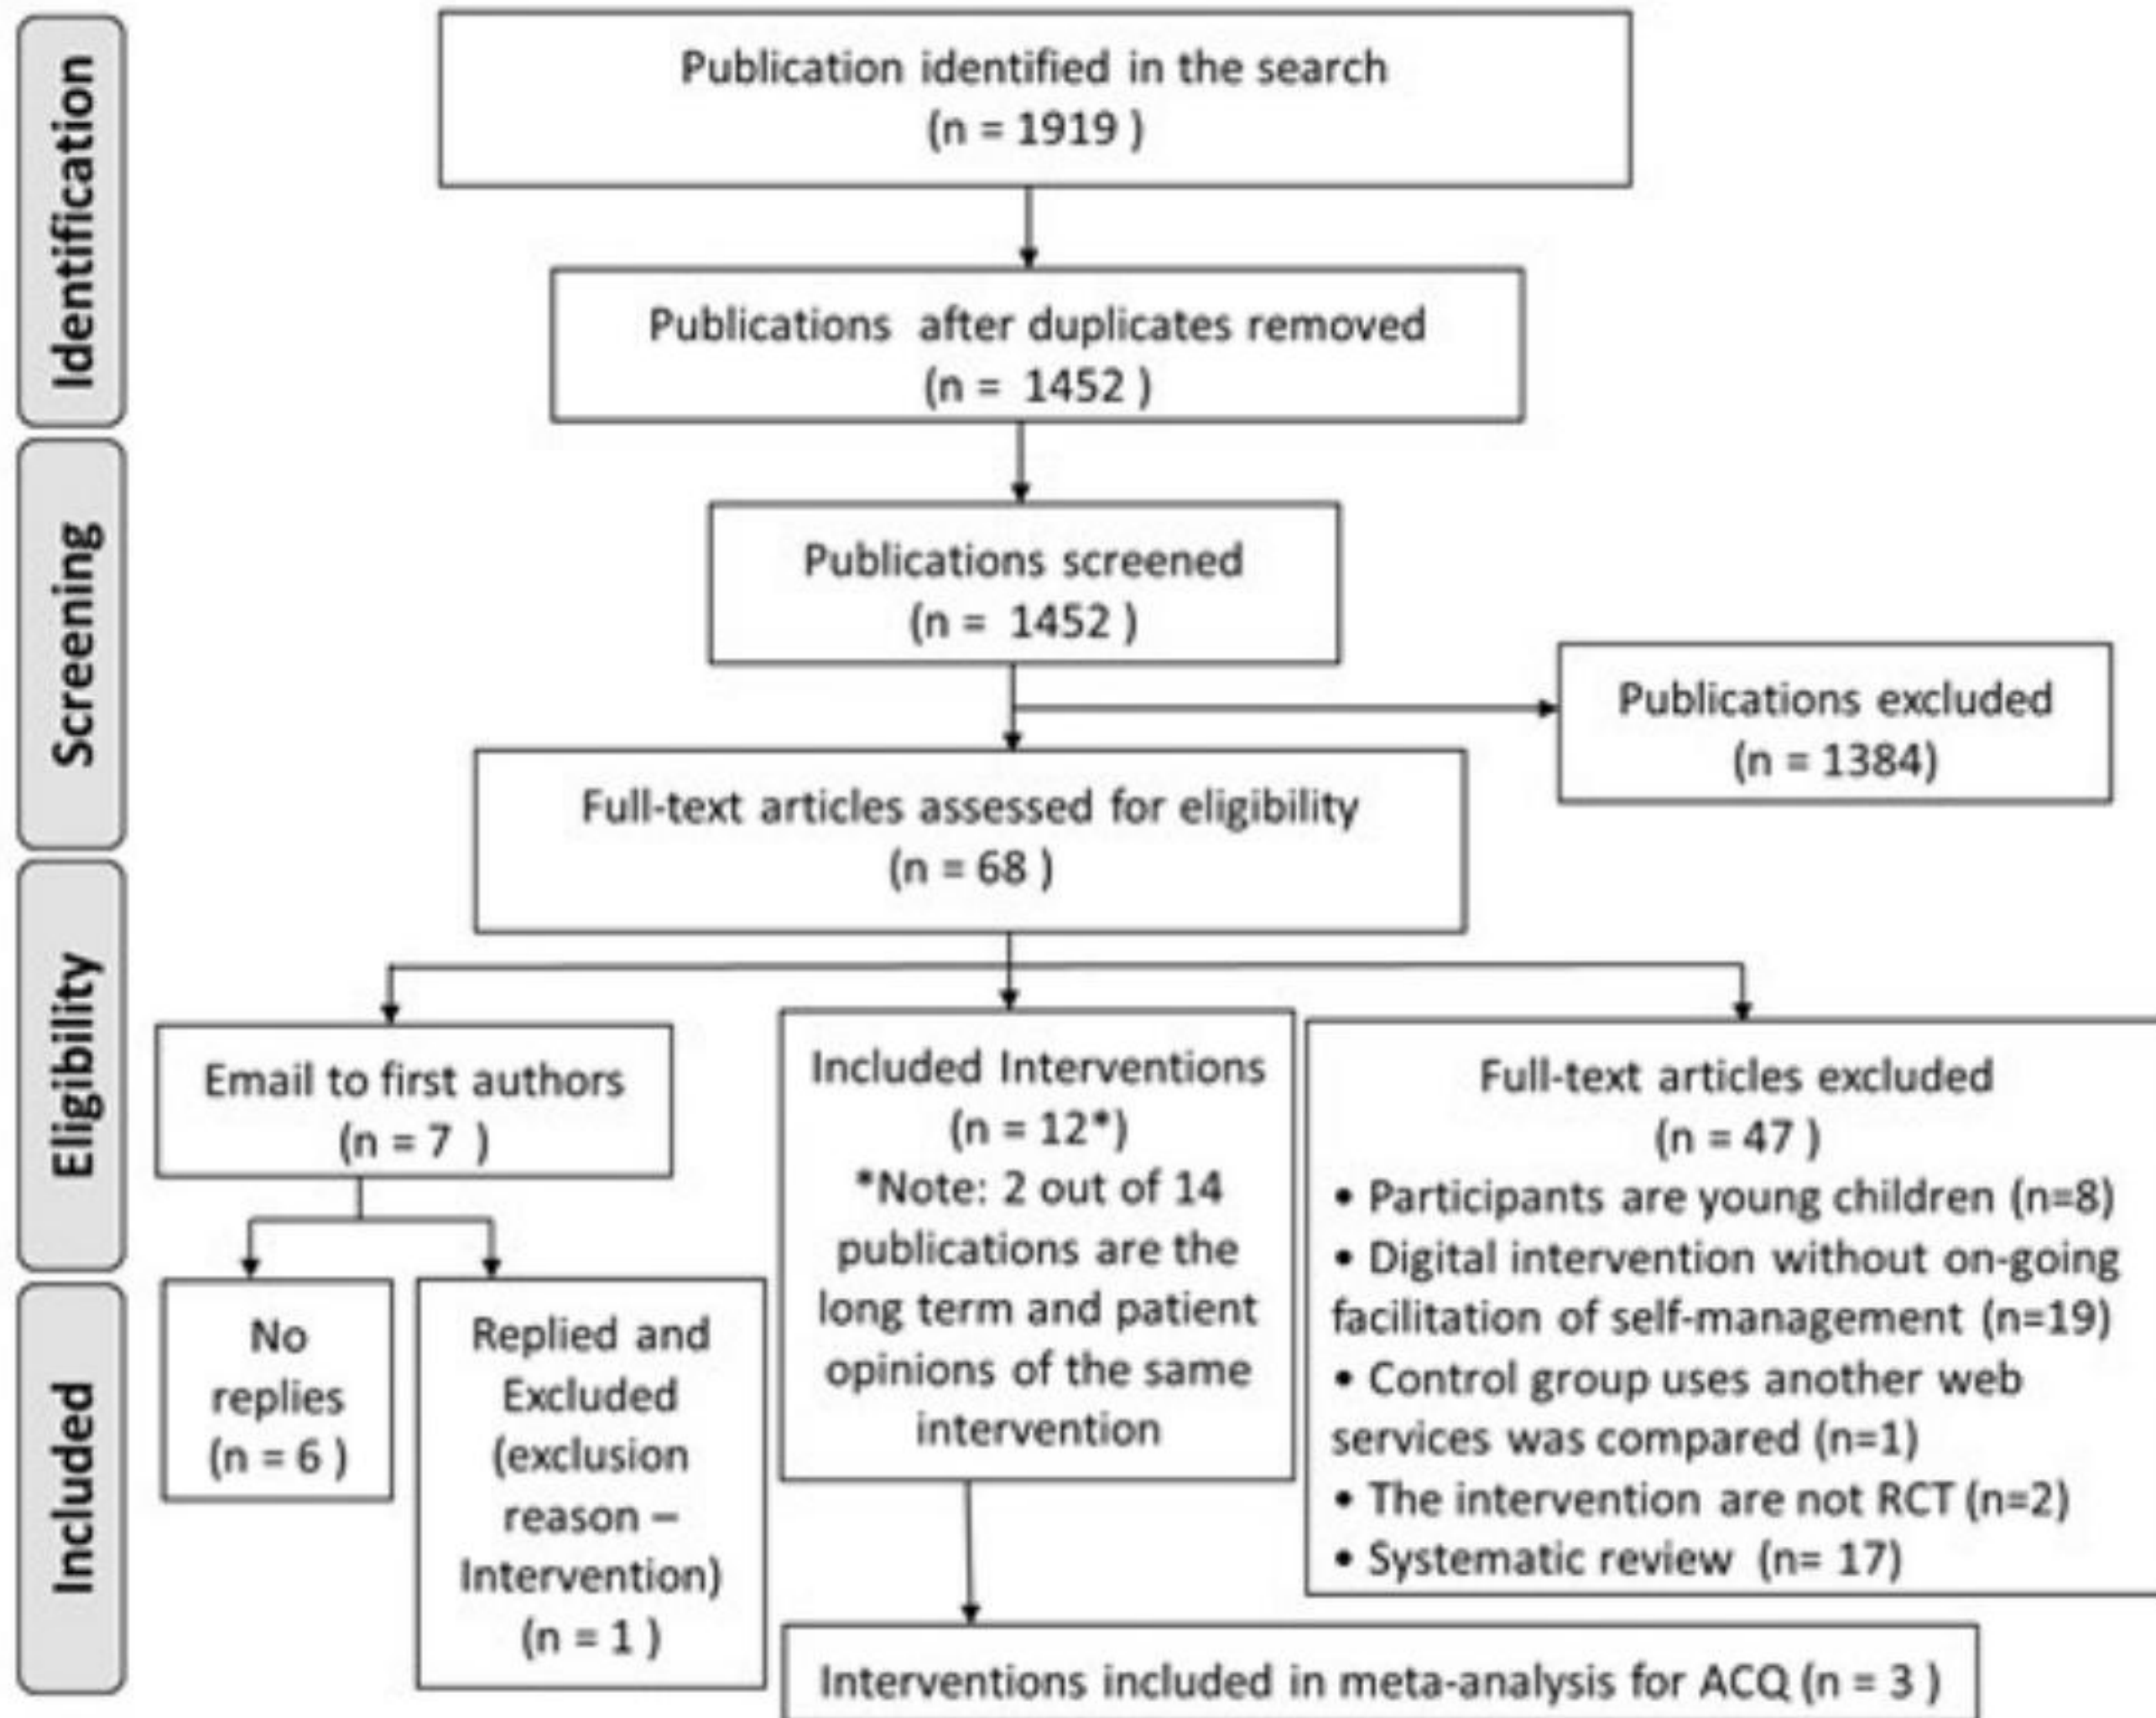 Identification
Publication identified in the search
(n = 1919 )
Publications after duplicates removed
(n = 1452 )
Screening
Publications screened
(n = 1452 )
Publications excluded
(n = 1384)
Full-text articles assessed for eligibility
(n = 68 )
Eligibility
Email to first authors
(n = 7 )
No
replies
(n = 6 )
Replied and
Excluded
(exclusion
reason –
Intervention)
(n = 1 )
Included Interventions
(n = 12*)
*Note: 2 out of 14
publications are the
long term and patient
opinions of the same
intervention
Full-text articles excluded
(n = 47 )
• Participants are young children (n=8)
• Digital intervention without on-going
facilitation of self-management (n=19)
• Control group uses another web
services was compared (n=1)
• The intervention are not RCT (n=2)
• Systematic review (n= 17)
Included
Interventions included in meta-analysis for ACQ (n = 3 )